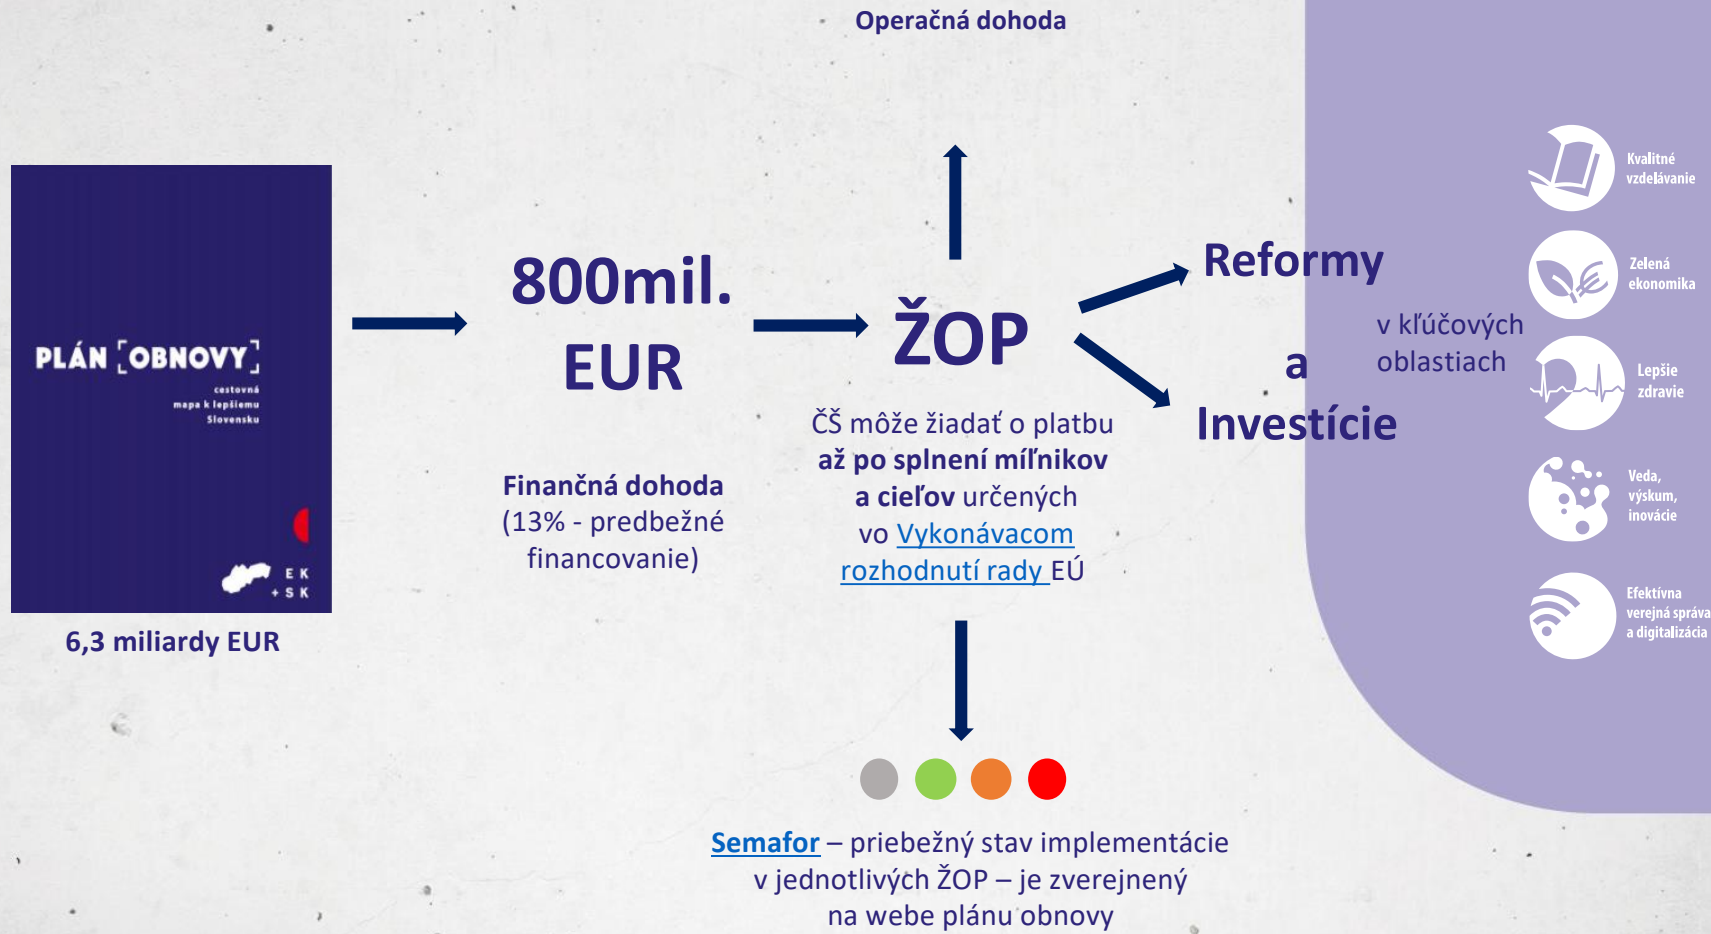 Operačná dohoda
PLÁN [OBNOVY]
cestovná
mapa k lepšiemu
Slovensku
E K
+ S K
6,3 miliardy EUR
800mil.
EUR
Finančná dohoda
(13% - predbežné
financovanie)
ŽOP
ČŠ môže žiadať o platbu
až po splnení míľnikov
a cieľov určených
vo Vykonávacom
rozhodnutí rady EÚ
Semafor – priebežný stav implementácie
v jednotlivých ŽOP – je zverejnený
na webe plánu obnovy
Reformy
a
Investície
v kľúčových
oblastiach
Kvalitné
vzdelávanie
Zelená
ekonomika
Lepšie
zdravie
Veda,
výskum,
inovácie
Efektívna
verejná správa
a digitalizácia